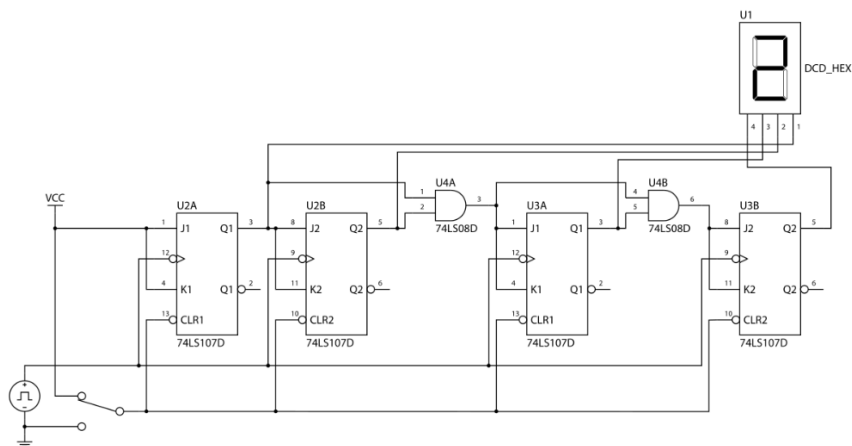 U1
2
DCD_HEX
4 3 2 1
VCC
U2A
1 J1 Q1 3
12
4 K1 Q1 2
13 CLR1
74LS107D
U2B
8 J2 Q2 5
9
11 K2 Q2 6
10 CLR2
74LS107D
U4A
1
2
3
74LS08D
U3A
1 J1 Q1 3
12
4 K1 Q1 2
13 CLR1
74LS107D
U4B
4
5
6
74LS08D
U3B
8 J2 Q2 5
9
11 K2 Q2 6
10 CLR2
74LS107D